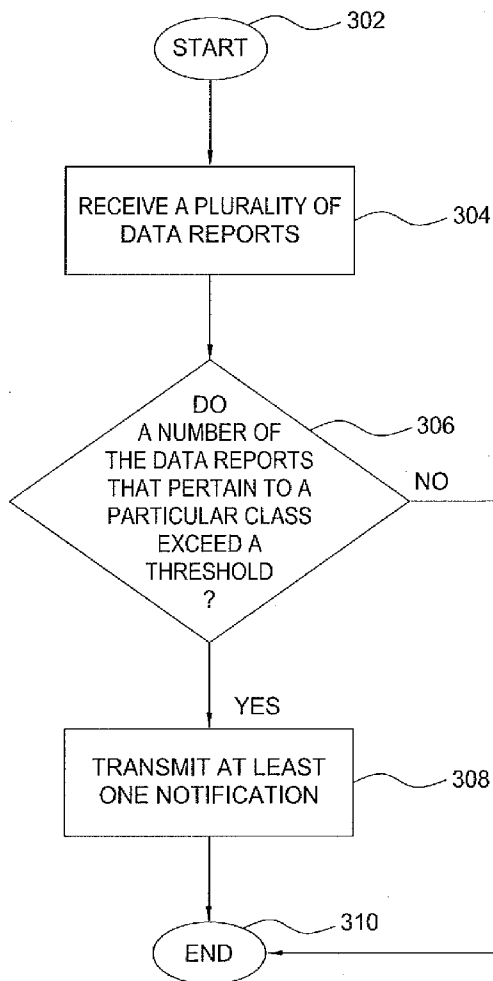 302
START
RECEIVE A PLURALITY OF
DATA REPORTS
304
DO
A NUMBER OF
THE DATA REPORTS
THAT PERTAIN TO A
PARTICULAR CLASS
EXCEED A
THRESHOLD
?
306
NO
YES
TRANSMIT AT LEAST
ONE NOTIFICATION
308
310
END